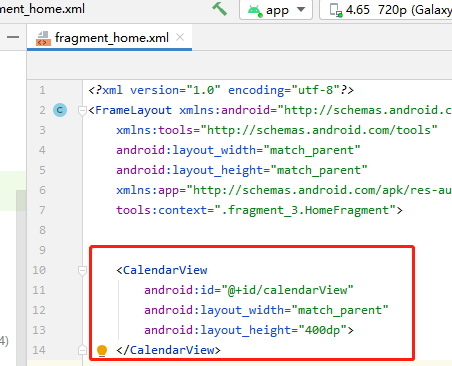 ment_home.xml
app
4.65 720p (Galaxy
fragment_home.xml
1 <?xml version="1.0" encoding="utf-8"?>
2 C <FrameLayout xmlns:android="http://schemas.android.c
3 xmlns:tools="http://schemas.android.com/tools"
4 android:layout_width="match_parent"
5 android:layout_height="match_parent"
6 xmlns:app="http://schemas.android.com/apk/res-au
7 tools:context=".fragment_3.HomeFragment">
8
9
10 <CalendarView
11 android:id="@+id/calendarView"
12 android:layout_width="match_parent"
13 android:layout_height="400dp">
4) 14 </CalendarView>